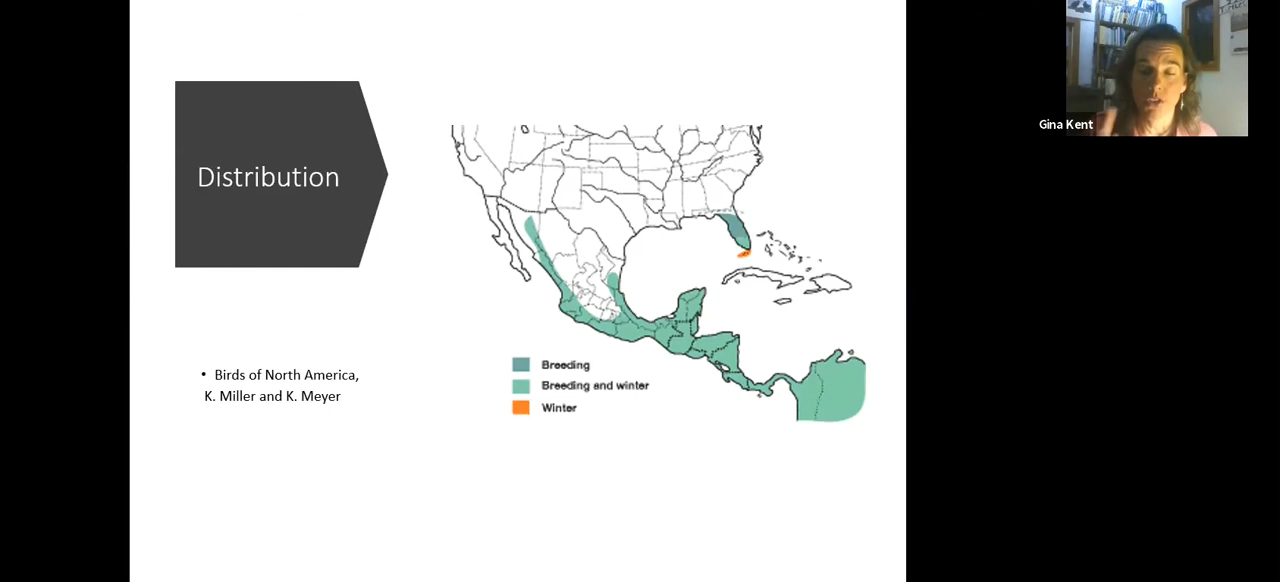 Distribution
• Birds of North America,
K. Miller and K. Meyer
Breeding
Breeding and winter
Winter
Gina Kent